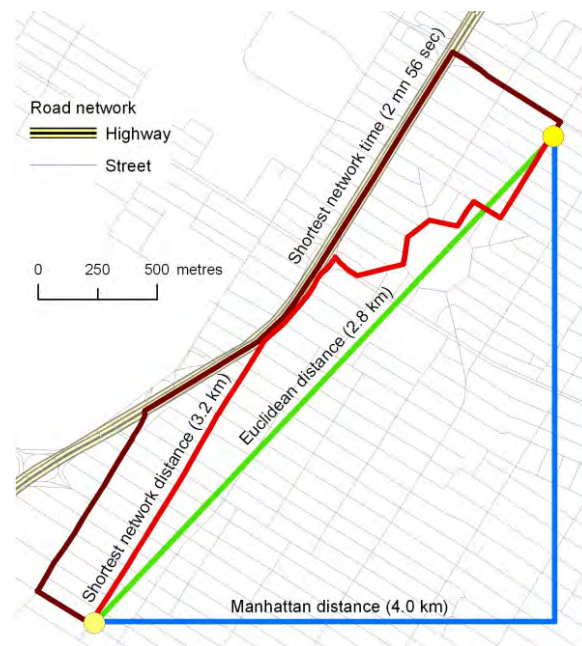 Road network
Highway
Street
0 250 500 metres
Shortest network time (2 mn 56 sec)
Shortest network distance (3.2 km)
Euclidean distance (2.8 km)
Manhattan distance (4.0 km)